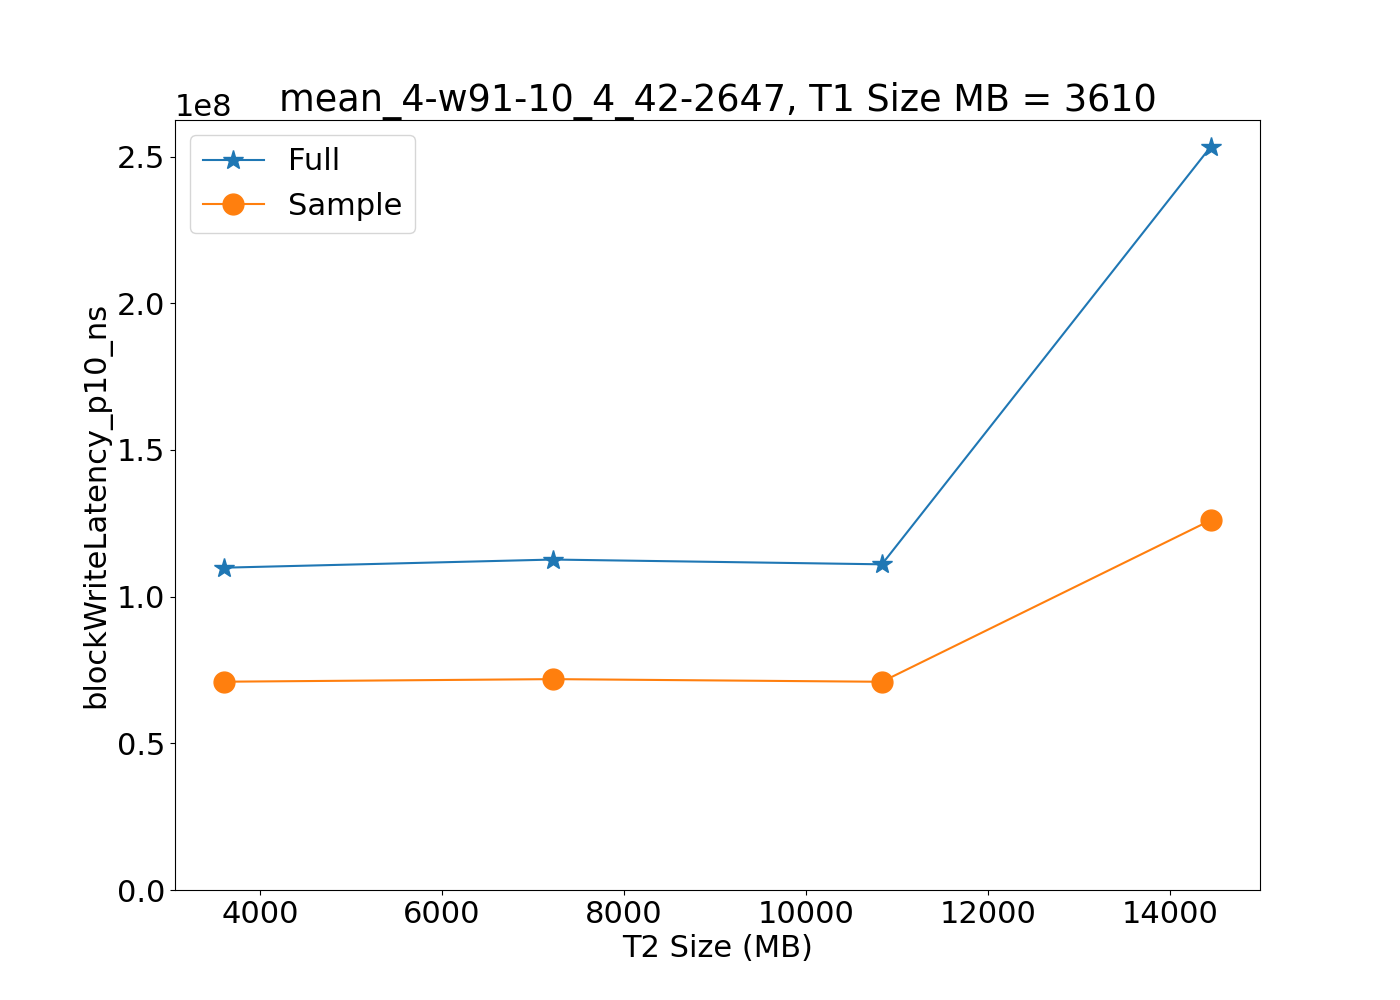 1e8
mean_4-w91-10_4_42-2647, T1 Size MB = 3610
Full
Sample
2.5
2.0
1.5
1.0
0.5
0.0
blockWriteLatency_p10_ns
4000 6000 8000 10000 12000 14000
T2 Size (MB)